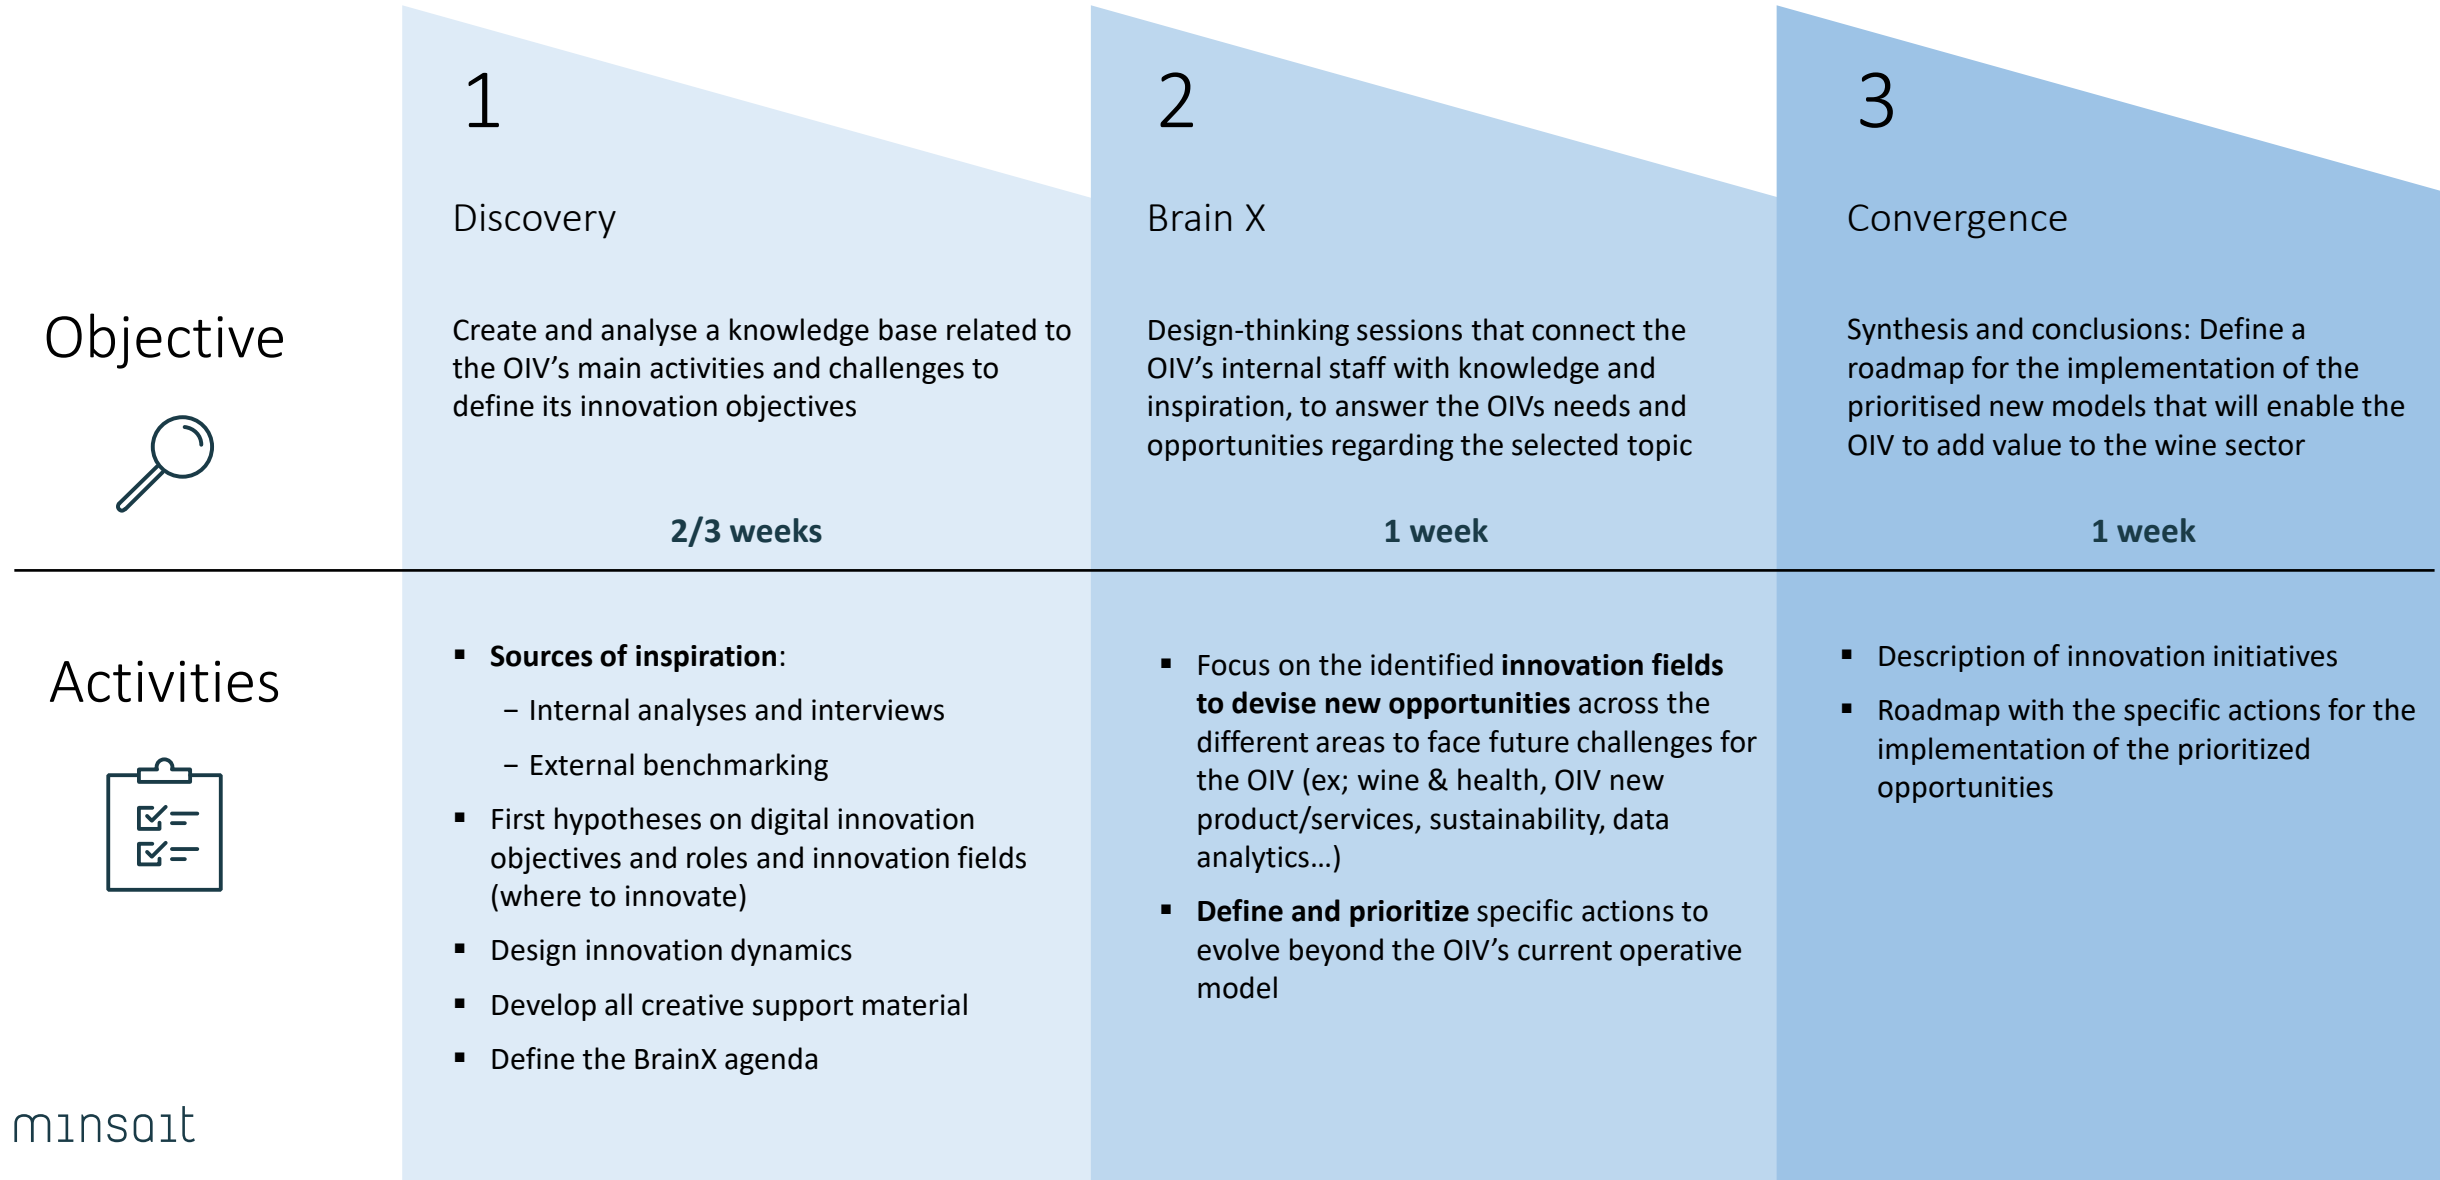 1
Discovery
2
Brain X
3
Convergence
Objective
Create and analyse a knowledge base related to
the OIV’s main activities and challenges to
define its innovation objectives
2/3 weeks
Design-thinking sessions that connect the
OIV’s internal staff with knowledge and
inspiration, to answer the OIVs needs and
opportunities regarding the selected topic
1 week
Synthesis and conclusions: Define a
roadmap for the implementation of the
prioritised new models that will enable the
OIV to add value to the wine sector
1 week
Activities
▪ Sources of inspiration:
– Internal analyses and interviews
– External benchmarking
▪ First hypotheses on digital innovation
objectives and roles and innovation fields
(where to innovate)
▪ Design innovation dynamics
▪ Develop all creative support material
▪ Define the BrainX agenda
▪ Focus on the identified innovation fields
to devise new opportunities across the
different areas to face future challenges for
the OIV (ex; wine & health, OIV new
product/services, sustainability, data
analytics…)
▪ Define and prioritize specific actions to
evolve beyond the OIV’s current operative
model
▪ Description of innovation initiatives
▪ Roadmap with the specific actions for the
implementation of the prioritized
opportunities
minsait